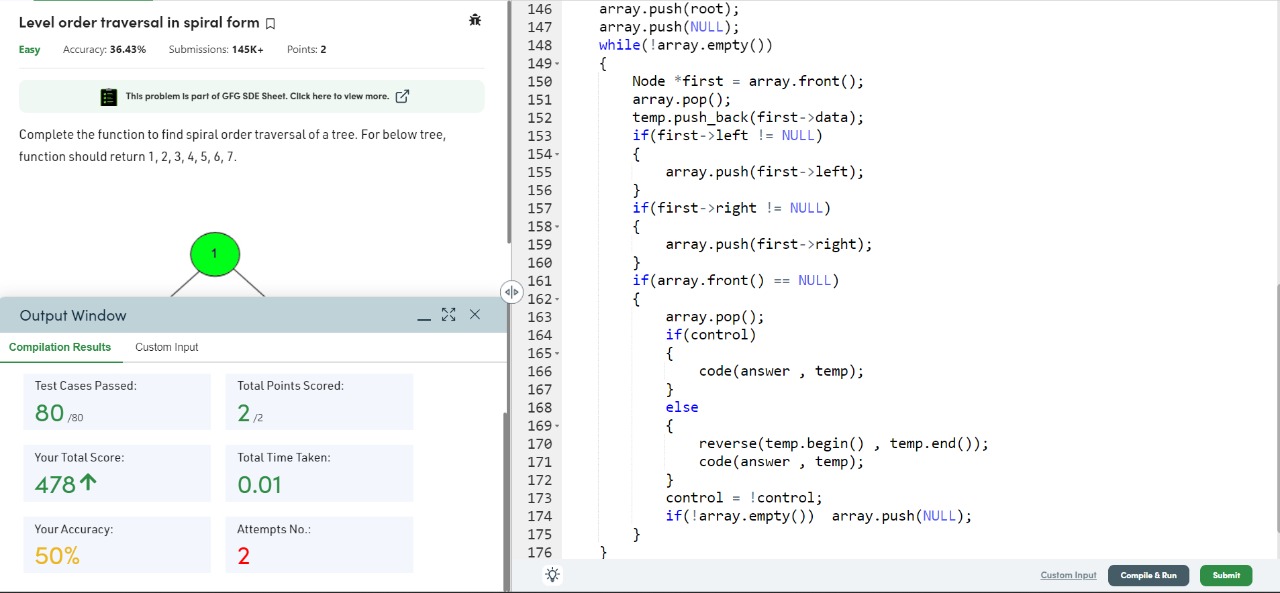 Level order traversal in spiral form
Easy Accuracy: 36.43% Submissions: 145K+ Points: 2
This problem is part of GFG SDE Sheet. Click here to view more.
Complete the function to find spiral order traversal of a tree. For below tree,
function should return 1, 2, 3, 4, 5, 6, 7.
1
Output Window
Compilation Results Custom Input
Test Cases Passed: Total Points Scored:
80 /80 2 /2
Your Total Score: Total Time Taken:
478 0.01
Your Accuracy: Attempts No.:
50% 2
146 array.push(root);
147 array.push(NULL);
148 while(!array.empty())
149 {
150 Node *first = array.front();
151 array.pop();
152 temp.push_back(first->data);
153 if(first->left != NULL)
154 {
155 array.push(first->left);
156 }
157 if(first->right != NULL)
158 {
159 array.push(first->right);
160 }
161 if(array.front() == NULL)
162 {
163 array.pop();
164 if(control)
165 {
166 code(answer , temp);
167 }
168 else
169 {
170 reverse(temp.begin() , temp.end());
171 code(answer , temp);
172 }
173 control = !control;
174 if(!array.empty()) array.push(NULL);
175 }
176 }
Custom Input Compile & Run Submit